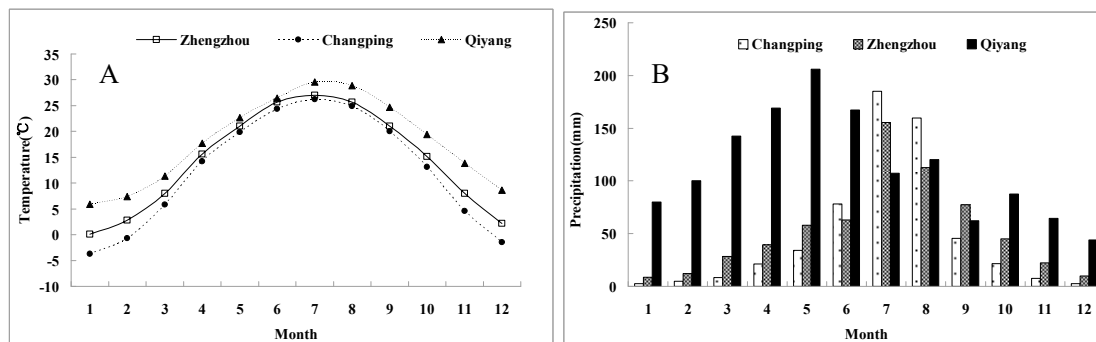 Zhengzhou Changping Qiyang
A
35
30
25
20
15
10
5
0
-5
-10
Temperature(℃)
1 2 3 4 5 6 7 8 9 10 11 12
Month
250
200
150
100
50
0
Precipitation(mm)
Changping Zhengzhou Qiyang
B
1 2 3 4 5 6 7 8 9 10 11 12
Month